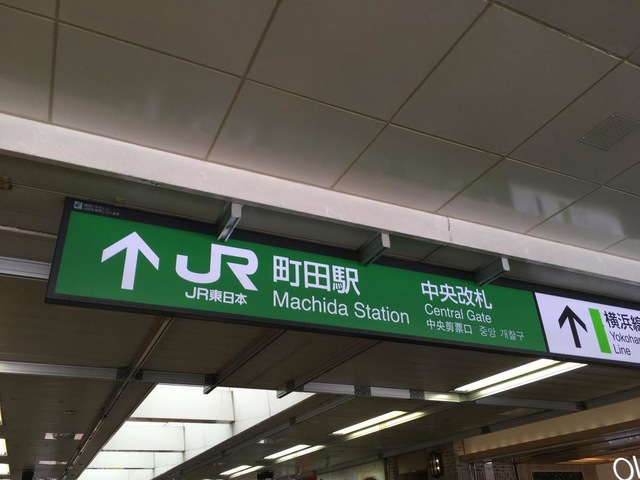 JR
JR東日本
町田駅
Machida Station
中央改札
Central Gate
中央剪票口 중앙 개찰구
横浜線
Line